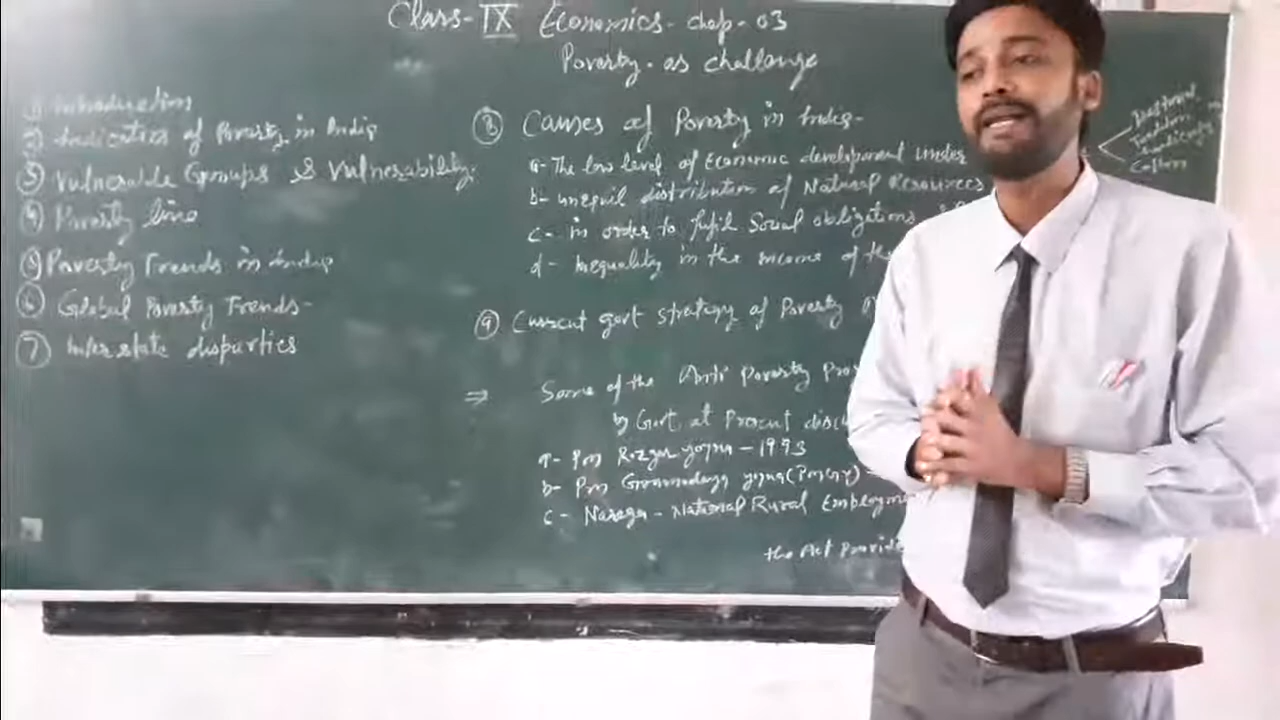 Class-IX Economics- chap-03
Poverty-as challenge
① Introduction
② Indicators of Poverty in India
③ Vulnerable Groups & Vulnerability.
④ Poverty line
⑤ Poverty Trends in India
⑥ Global Poverty Trends-
⑦ Inter state disparties
⑧ Causes of Poverty in India-
a- The low level of Economic development under
b- unequal distribution of Natural Resources
c- in order to fulfil Social obligations
d- Inequality in the income of the
⑨ Current govt strategy of Poverty
⇒ Some of the Anti Poverty
by Govt. at Present
a- Pm Rozgar yojna - 1993
b- Pm Gramodaya yojna (PMGY) -
c- Narega - National Rural Employment
the Act Provide